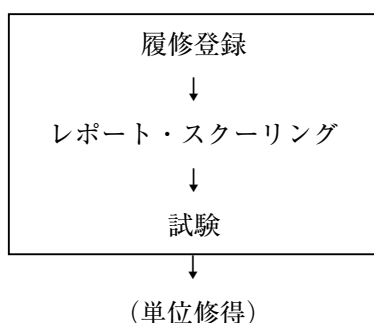 履修登録
↓
レポート・スクーリング
↓
試験
↓
（単位修得）